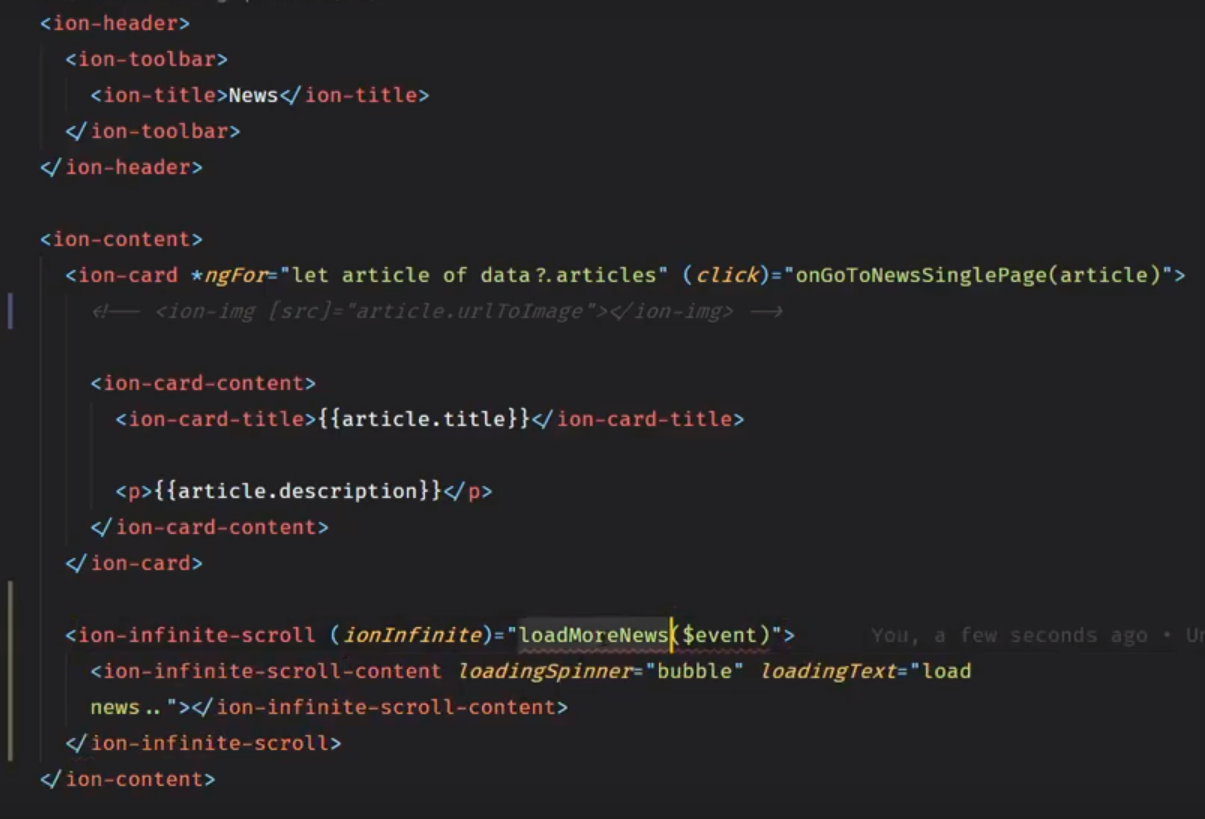 <ion-header>
<ion-toolbar>
<ion-title>News</ion-title>
</ion-toolbar>
</ion-header>
<ion-content>
<ion-card *ngFor="let article of data?.articles" (click)="onGoToNewsSinglePage(article)">
<!-- <ion-img [src]="article.urlToImage"></ion-img> -->
<ion-card-content>
<ion-card-title>{{article.title}}</ion-card-title>
<p>{{article.description}}</p>
</ion-card-content>
</ion-card>
<ion-infinite-scroll (ionInfinite)="loadMoreNews($event)"> You, a few seconds ago • Un
<ion-infinite-scroll-content loadingSpinner="bubble" loadingText="load
news.."></ion-infinite-scroll-content>
</ion-infinite-scroll>
</ion-content>